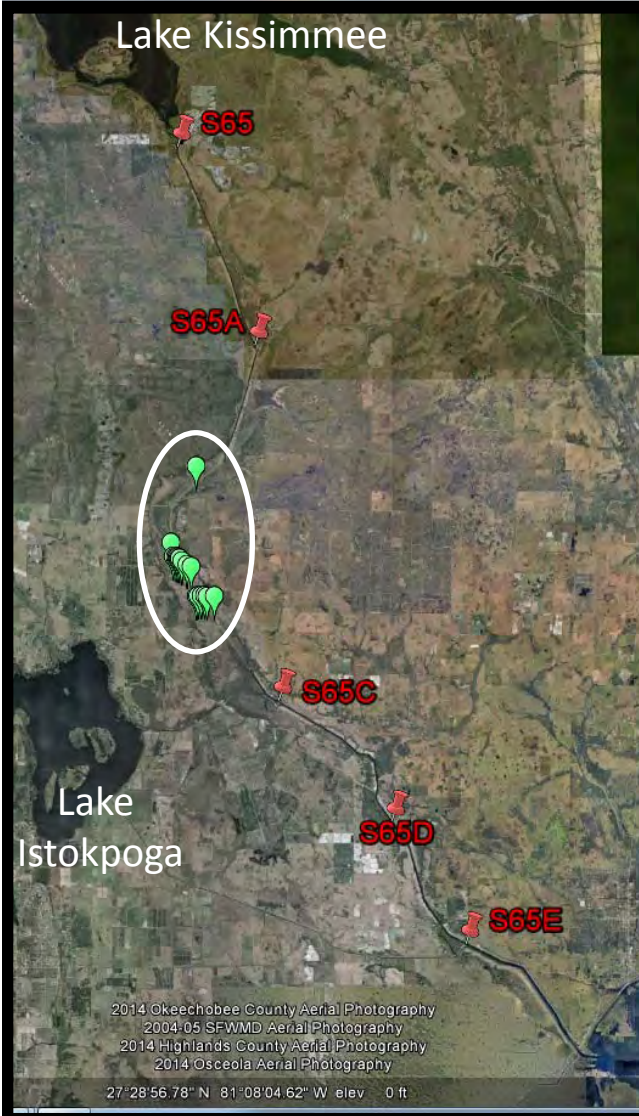 Lake Kissimmee
S65
S65A
S65C
Lake
Istokpoga
S65D
S65E
2014 Okeechobee County Aerial Photography
2004-05 SFWMD Aerial Photography
2014 Highlands County Aerial Photography
2014 Osceola Aerial Photography
27°28'56.78" N 81°08'04.62" W elev 0 ft